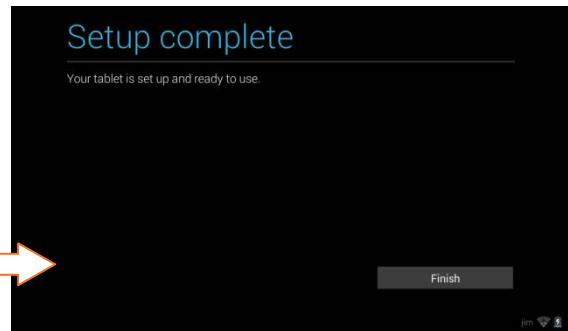 Setup complete
Your tablet is set up and ready to use.
Finish
jim